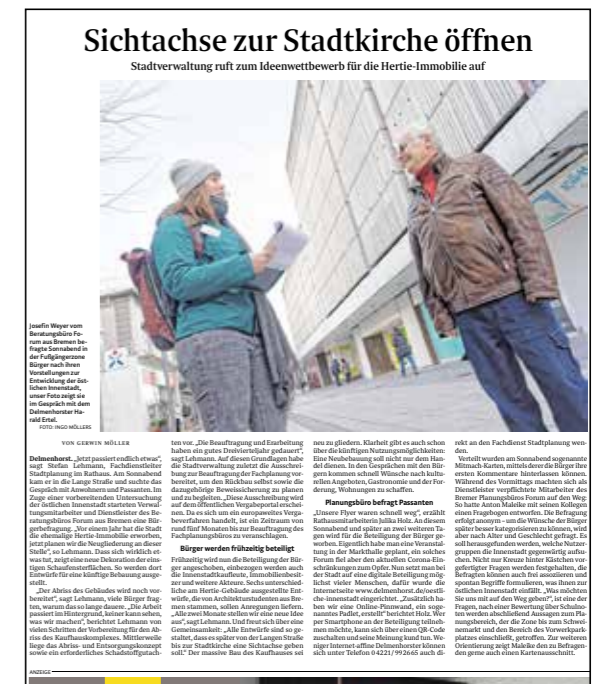 Sichtachse zur Stadtkirche öffnen
Stadtverwaltung ruft zum Ideenwettbewerb für die Hertie-Immobilie auf
Josefin Weyer vom
Beratungsbüro Fo-
rum aus Bremen be-
fragte Sonnabend in
der Fußgängerzone
Bürger nach ihren
Vorstellungen zur
Entwicklung der öst-
lichen Innenstadt,
unser Foto zeigt sie
im Gespräch mit dem
Delmenhorster Ha-
rald Ertel.
FOTO: INGO MÖLLERS
VON GERWIN MÖLLER
Delmenhorst. „Jetzt passiert endlich etwas“,
sagt Stefan Lehmann, Fachdienstleiter
Stadtplanung im Rathaus. Am Sonnabend
kam er in die Lange Straße und suchte das
Gespräch mit Anwohnern und Passanten. Im
Zuge einer vorbereitenden Untersuchung
der östlichen Innenstadt starteten Verwal-
tungsmitarbeiter und Dienstleister des Be-
ratungsbüros Forum aus Bremen eine Bür-
gerbefragung. „Vor einem Jahr hat die Stadt
die ehemalige Hertie-Immobilie erworben,
jetzt planen wir die Neugliederung an dieser
Stelle“, so Lehmann. Dass sich wirklich et-
was tut, zeigt eine neue Dekoration der eins-
tigen Schaufensterflächen. So werden dort
Entwürfe für eine künftige Bebauung ausge-
stellt.
„Der Abriss des Gebäudes wird noch vor-
bereitet“, sagt Lehmann, viele Bürger frag-
ten, warum das so lange dauere. „Die Arbeit
passiert im Hintergrund, keiner kann sehen,
was wir machen“, berichtet Lehmann von
vielen Schritten der Vorbereitung für den Ab-
riss des Kaufhauskomplexes. Mittlerweile
liege das Abriss- und Entsorgungskonzept
sowie ein erforderliches Schadstoffgutach-
ten vor. „Die Beauftragung und Erarbeitung
haben ein gutes Dreivierteljahr gedauert“,
sagt Lehmann. Auf diesen Grundlagen habe
die Stadtverwaltung zuletzt die Ausschrei-
bung zur Beauftragung der Fachplanung vor-
bereitet, um den Rückbau selbst sowie die
dazugehörige Beweissicherung zu planen
und zu begleiten. „Diese Ausschreibung wird
auf dem öffentlichen Vergabeportal erschei-
nen. Da es sich um ein europaweites Verga-
beverfahren handelt, ist ein Zeitraum von
rund fünf Monaten bis zur Beauftragung des
Fachplanungsbüros zu veranschlagen.
Bürger werden frühzeitig beteiligt
Frühzeitig wird nun die Beteiligung der Bür-
ger angeschoben, einbezogen werden auch
die Innenstadtkaufleute, Immobilienbesit-
zer und weitere Akteure. Sechs unterschied-
liche am Hertie-Gebäude ausgestellte Ent-
würfe, die von Architekturstudenten aus Bre-
men stammen, sollen Anregungen liefern.
„Alle zwei Monate stellen wir eine neue Idee
aus“, sagt Lehmann. Und freut sich über eine
Gemeinsamkeit: „Alle Entwürfe sind so ge-
staltet, dass es später von der Langen Straße
bis zur Stadtkirche eine Sichtachse geben
soll.“ Der massive Bau des Kaufhauses sei
neu zu gliedern. Klarheit gibt es auch schon
über die künftigen Nutzungsmöglichkeiten:
Eine Neubebauung soll nicht nur dem Han-
del dienen. In den Gesprächen mit den Bür-
gern kommen schnell Wünsche nach kultu-
rellen Angeboten, Gastronomie und der For-
derung, Wohnungen zu schaffen.
Planungsbüro befragt Passanten
„Unsere Flyer waren schnell weg“, erzählt
Rathausmitarbeiterin Julika Holz. An diesem
Sonnabend und später an zwei weiteren Ta-
gen wird für die Beteiligung der Bürger ge-
worben. Eigentlich habe man eine Veranstal-
tung in der Markthalle geplant, ein solches
Forum fiel aber den aktuellen Corona-Ein-
schränkungen zum Opfer. Nun setzt man bei
der Stadt auf eine digitale Beteiligung mög-
lichst vieler Menschen, dafür wurde die
Internetseite www.delmenhorst.de/oestli-
che-innenstadt eingerichtet. „Zusätzlich ha-
ben wir eine Online-Pinnwand, ein soge-
nanntes Padlet, erstellt“ berichtet Holz. Wer
per Smartphone an der Beteiligung teilneh-
men möchte, kann sich über einen QR-Code
zuschalten und seine Meinung kund tun. We-
niger Internet-affine Delmenhorster können
sich unter Telefon 04221/992665 auch di-
rekt an den Fachdienst Stadtplanung wen-
den.
Verteilt wurden am Sonnabend sogenannte
Mitmach-Karten, mittels derer die Bürger ihre
ersten Kommentare hinterlassen können.
Während des Vormittags machten sich als
Dienstleister verpflichtete Mitarbeiter des
Bremer Planungsbüros Forum auf den Weg:
So hatte Anton Maleike mit seinen Kollegen
einen Fragebogen entworfen. Die Befragung
erfolgt anonym – um die Wünsche der Bürger
später besser kategorisieren zu können, wird
aber nach Alter und Geschlecht gefragt. Es
soll herausgefunden werden, welche Nutzer-
gruppen die Innenstadt gegenwärtig aufsu-
chen. Nicht nur Kreuze hinter Kästchen vor-
gefertigter Fragen werden festgehalten, die
Befragten können auch frei assoziieren und
spontan Begriffe formulieren, was ihnen zur
östlichen Innenstadt einfällt. „Was möchten
Sie uns mit auf den Weg geben?“, ist eine der
Fragen, nach einer Bewertung über Schulno-
ten werden abschließend Aussagen zum Pla-
nungsbereich, der die Zone bis zum Schwei-
nemarkt und den Bereich des Vorwerkpark-
platzes einschließt, getroffen. Zur weiteren
Orientierung zeigt Maleike den zu Befragen-
den gerne auch einen Kartenausschnitt.
ANZEIGE